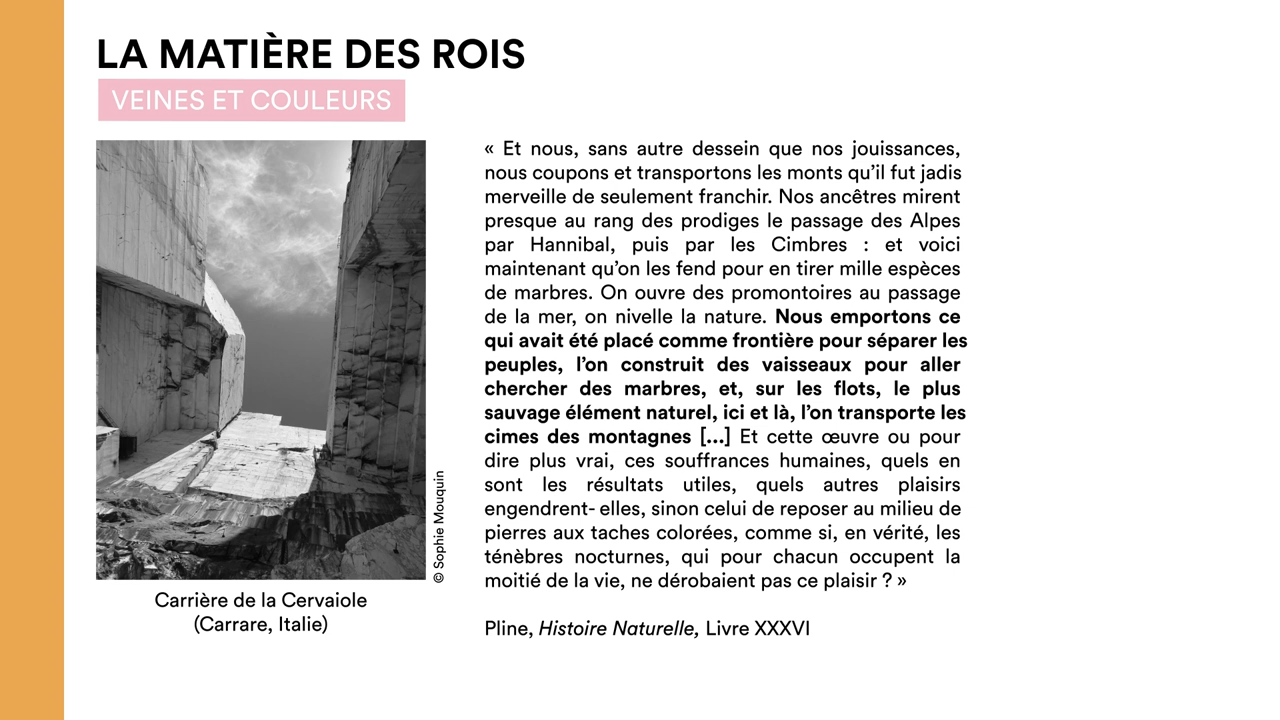 LA MATIÈRE DES ROIS
VEINES ET COULEURS
« Et nous, sans autre dessein que nos jouissances,
nous coupons et transportons les monts qu’il fut jadis
merveille de seulement franchir. Nos ancêtres mirent
presque au rang des prodiges le passage des Alpes
par Hannibal, puis par les Cimbres : et voici
maintenant qu’on les fend pour en tirer mille espèces
de marbres. On ouvre des promontoires au passage
de la mer, on nivelle la nature. Nous emportons ce
qui avait été placé comme frontière pour séparer les
peuples, l’on construit des vaisseaux pour aller
chercher des marbres, et, sur les flots, le plus
sauvage élément naturel, ici et là, l’on transporte les
cimes des montagnes [...] Et cette œuvre ou pour
dire plus vrai, ces souffrances humaines, quels en
sont les résultats utiles, quels autres plaisirs
engendrent- elles, sinon celui de reposer au milieu de
pierres aux taches colorées, comme si, en vérité, les
ténèbres nocturnes, qui pour chacun occupent la
moitié de la vie, ne dérobaient pas ce plaisir ? »
Pline, Histoire Naturelle, Livre XXXVI
© Sophie Mouquin
Carrière de la Cervaiole
(Carrare, Italie)